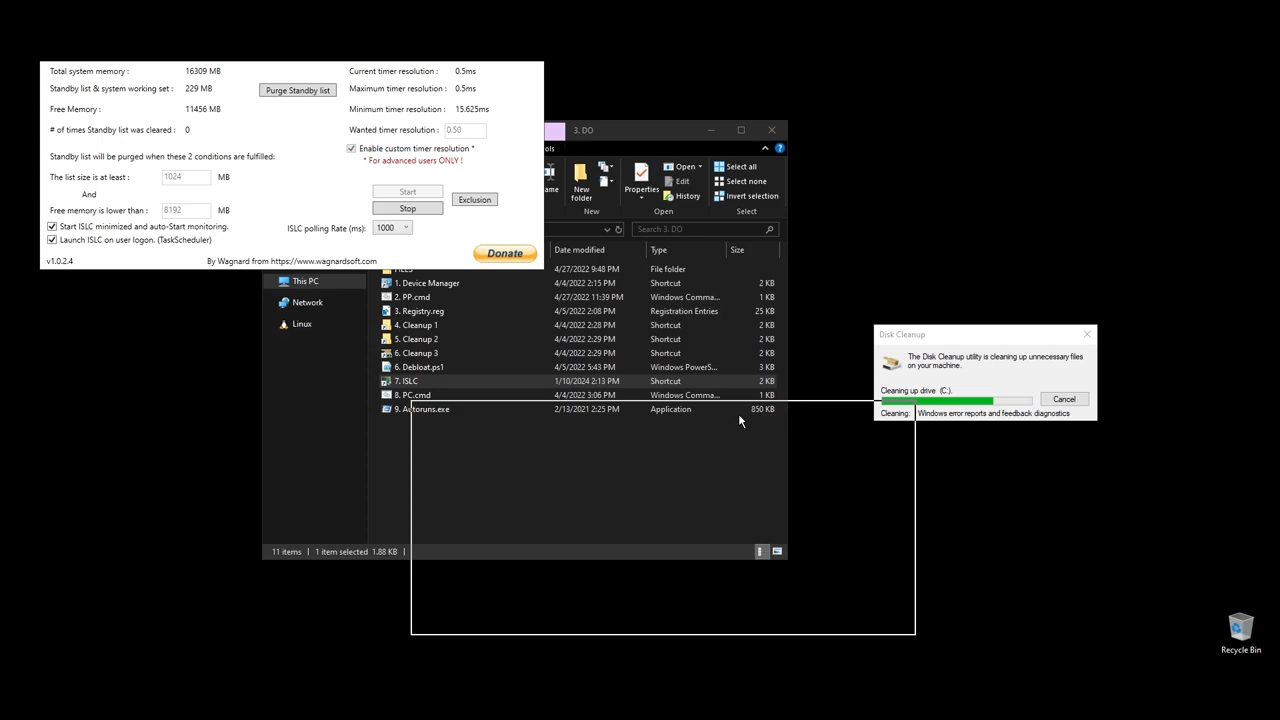 Total system memory : 16309 MB
Standby list & system working set : 229 MB
Purge Standby list
Free Memory : 11456 MB
# of times Standby list was cleared : 0
Standby list will be purged when these 2 conditions are fulfilled:
The list size is at least : 1024 MB
And
Free memory is lower than : 8192 MB
Start ISLC minimized and auto-Start monitoring.
Launch ISLC on user logon. (TaskScheduler)
v1.0.2.4
By Wagnard from https://www.wagnardsoft.com
Current timer resolution : 0.5ms
Maximum timer resolution : 0.5ms
Minimum timer resolution : 15.625ms
Wanted timer resolution : 0.50
Enable custom timer resolution *
* For advanced users ONLY !
Start
Stop
Exclusion
ISLC polling Rate (ms): 1000
Donate
3. DO
ols
ame
New
folder
New
Properties
Open
Edit
History
Open
Select all
Select none
Invert selection
Select
Search 3. DO
Date modified Type Size
4/27/2022 9:48 PM File folder
1. Device Manager 4/4/2022 2:15 PM Shortcut 2 KB
2. PP.cmd 4/27/2022 11:39 PM Windows Comma... 1 KB
3. Registry.reg 4/5/2022 2:08 PM Registration Entries 25 KB
4. Cleanup 1 4/4/2022 2:28 PM Shortcut 2 KB
5. Cleanup 2 4/4/2022 2:29 PM Shortcut 2 KB
6. Cleanup 3 4/4/2022 2:29 PM Shortcut 2 KB
6. Debloat.ps1 4/5/2022 5:43 PM Windows PowerS... 3 KB
7. ISLC 1/10/2024 2:13 PM Shortcut 2 KB
8. PC.cmd 4/4/2022 3:06 PM Windows Comma... 1 KB
9. Autoruns.exe 2/13/2021 2:25 PM Application 850 KB
This PC
Network
Linux
11 items 1 item selected 1.88 KB
Disk Cleanup
The Disk Cleanup utility is cleaning up unnecessary files
on your machine.
Cleaning up drive (C:).
Cancel
Cleaning: Windows error reports and feedback diagnostics
Recycle Bin